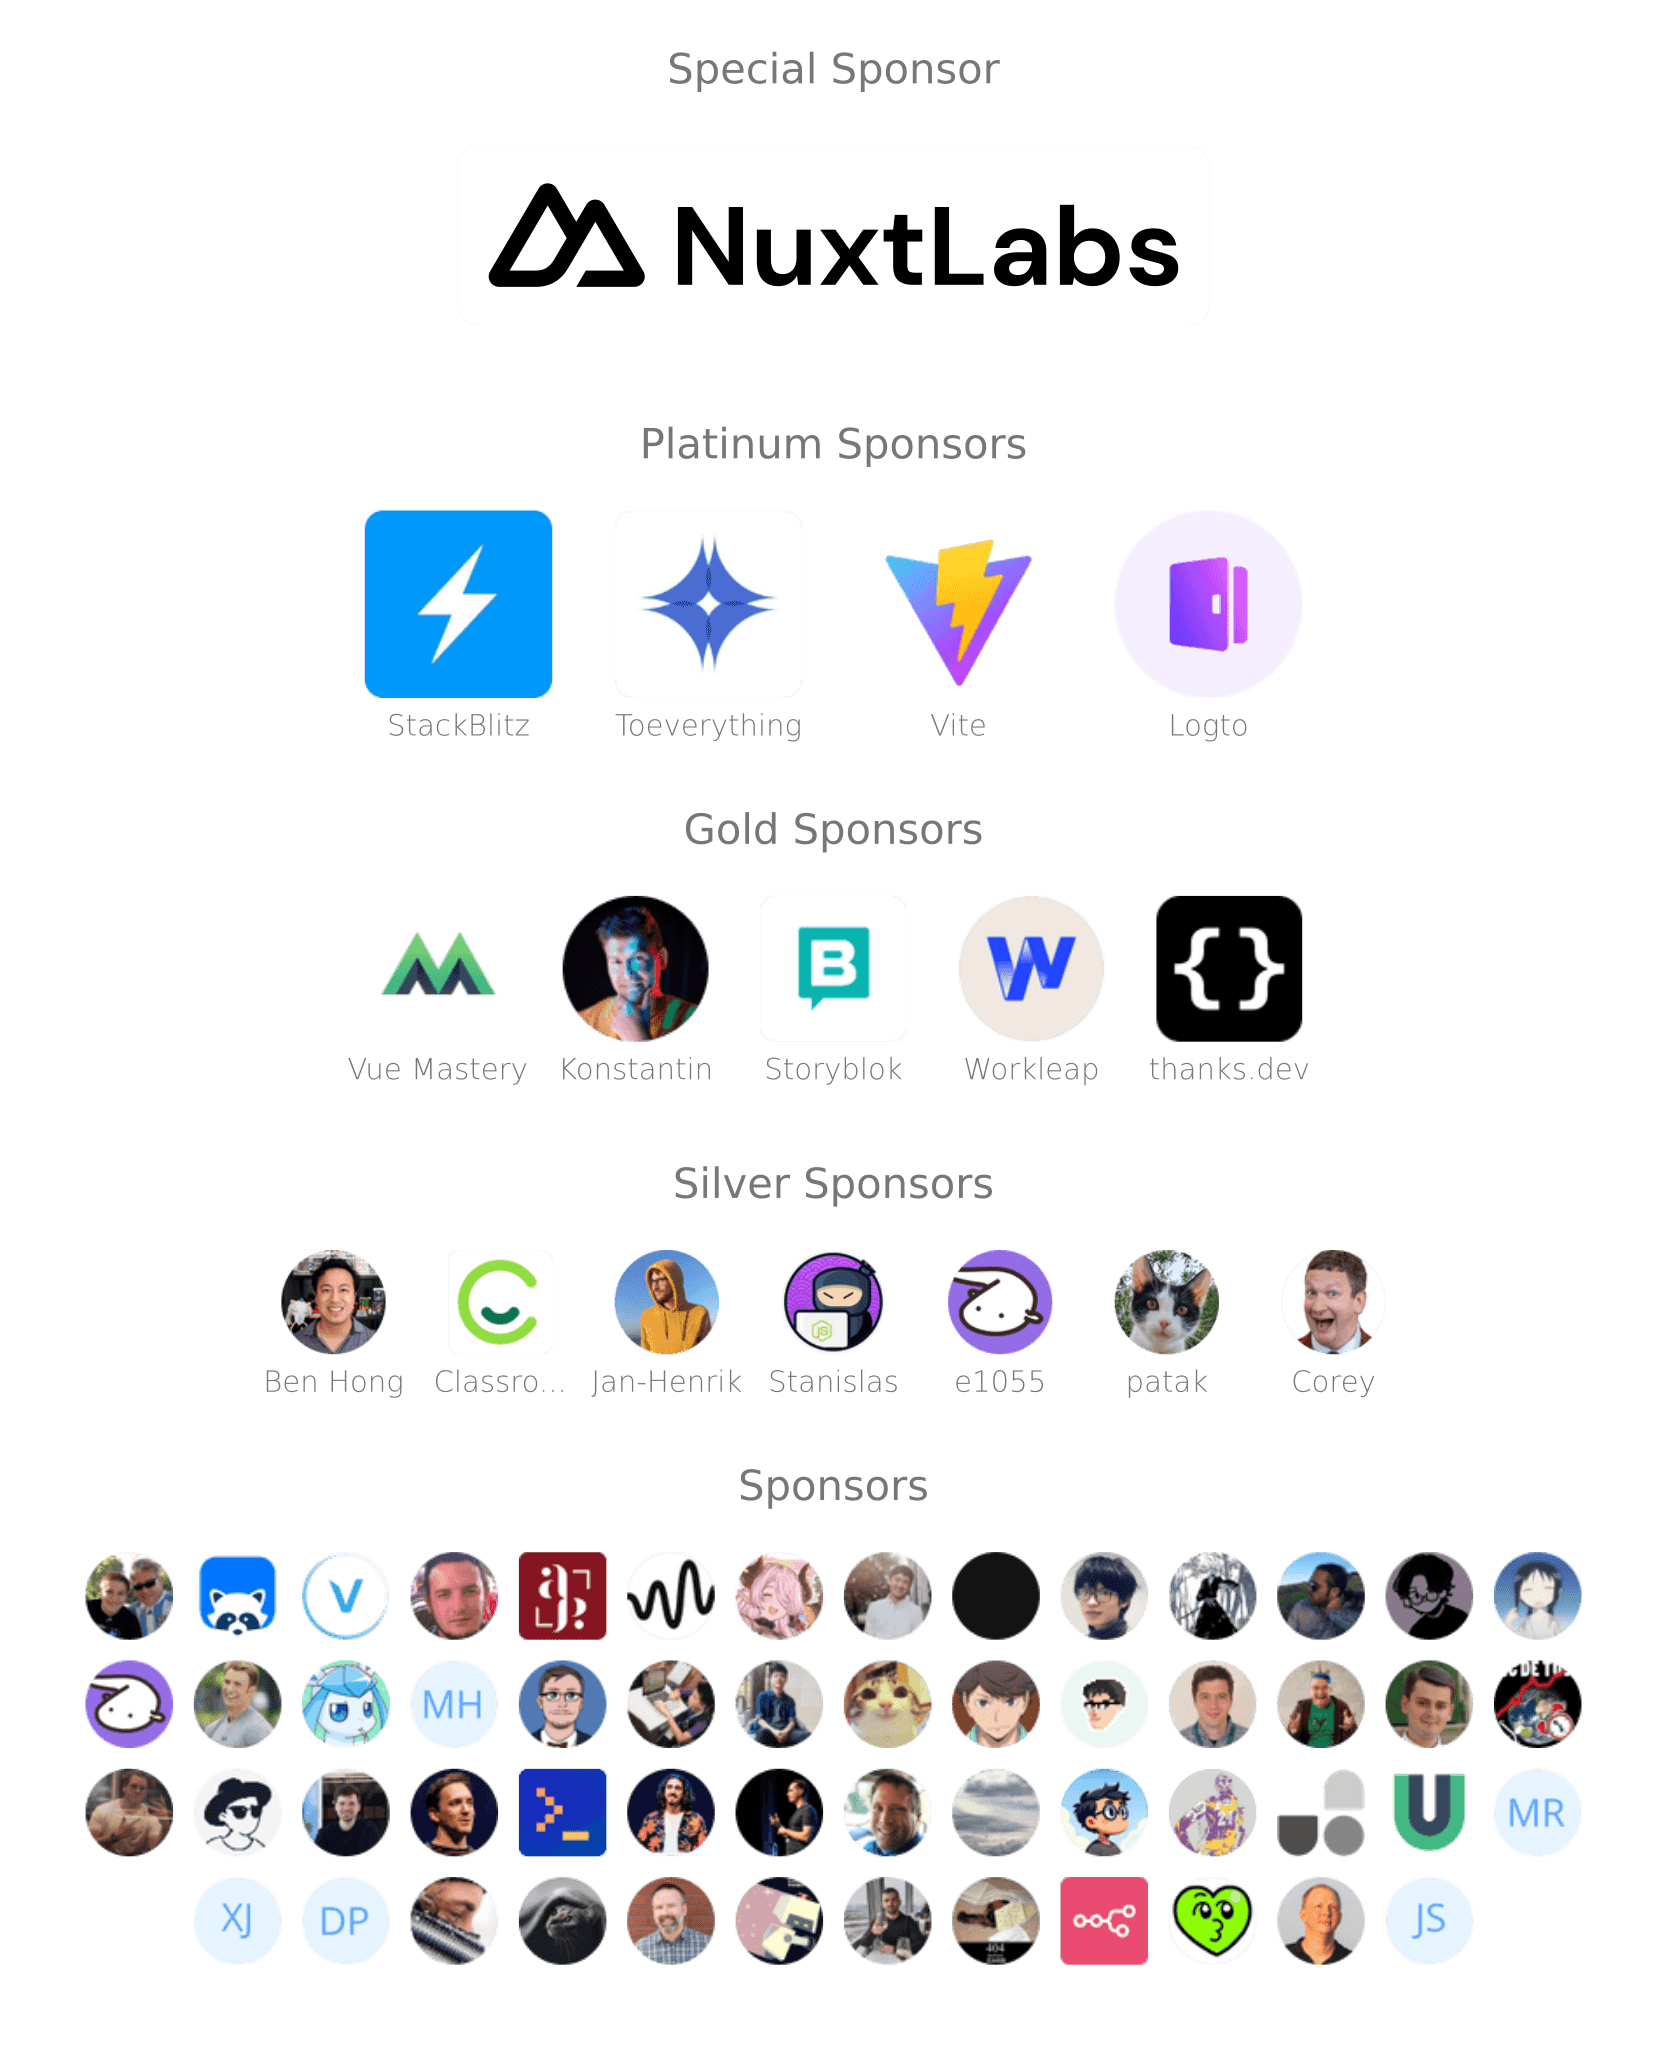 Special Sponsor
NuxtLabs
Platinum Sponsors
StackBlitz Toeverything Vite Logto
Gold Sponsors
Vue Mastery Konstantin Storyblok Workleap thanks.dev
Silver Sponsors
Ben Hong Classro... Jan-Henrik Stanislas e1055 patak Corey
Sponsors
MH
MR
XJ DP 404 JS